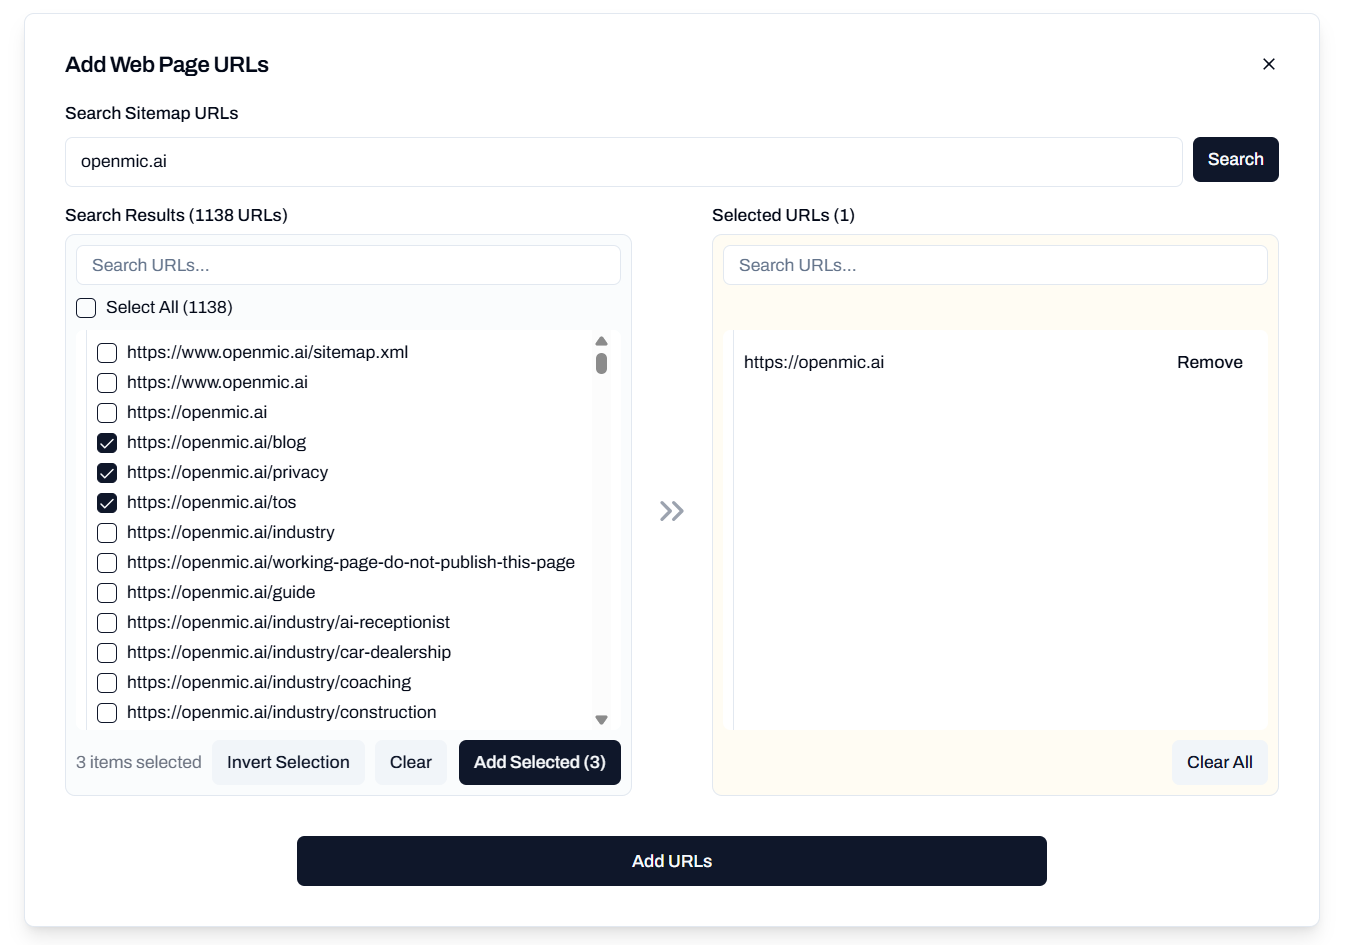 Add Web Page URLs
Search Sitemap URLs
openmic.ai
Search
Search Results (1138 URLs)
Search URLs...
Select All (1138)
https://www.openmic.ai/sitemap.xml
https://www.openmic.ai
https://openmic.ai
https://openmic.ai/blog
https://openmic.ai/privacy
https://openmic.ai/tos
https://openmic.ai/industry
https://openmic.ai/working-page-do-not-publish-this-page
https://openmic.ai/guide
https://openmic.ai/industry/ai-receptionist
https://openmic.ai/industry/car-dealership
https://openmic.ai/industry/coaching
https://openmic.ai/industry/construction
3 items selected
Invert Selection
Clear
Add Selected (3)
Selected URLs (1)
Search URLs...
https://openmic.ai
Remove
Clear All
Add URLs